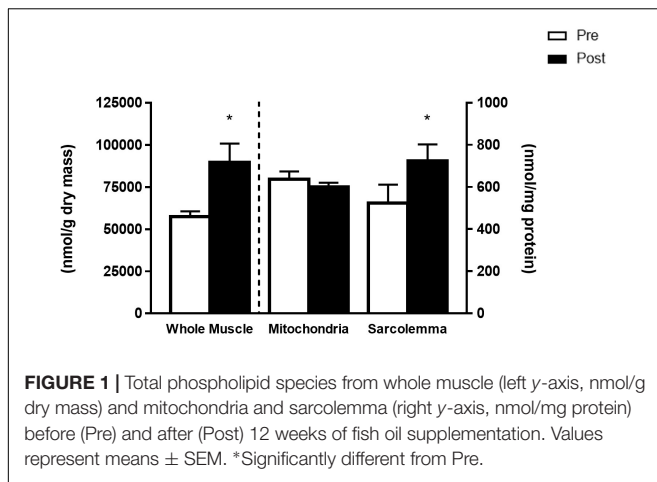 Pre
Post
125000
100000
75000
50000
25000
0
(nmol/g dry mass)
*
*
1000
800
600
400
200
0
(nmol/mg protein)
Whole Muscle Mitochondria Sarcolemma
FIGURE 1 | Total phospholipid species from whole muscle (left y-axis, nmol/g
dry mass) and mitochondria and sarcolemma (right y-axis, nmol/mg protein)
before (Pre) and after (Post) 12 weeks of fish oil supplementation. Values
represent means ± SEM. *Significantly different from Pre.